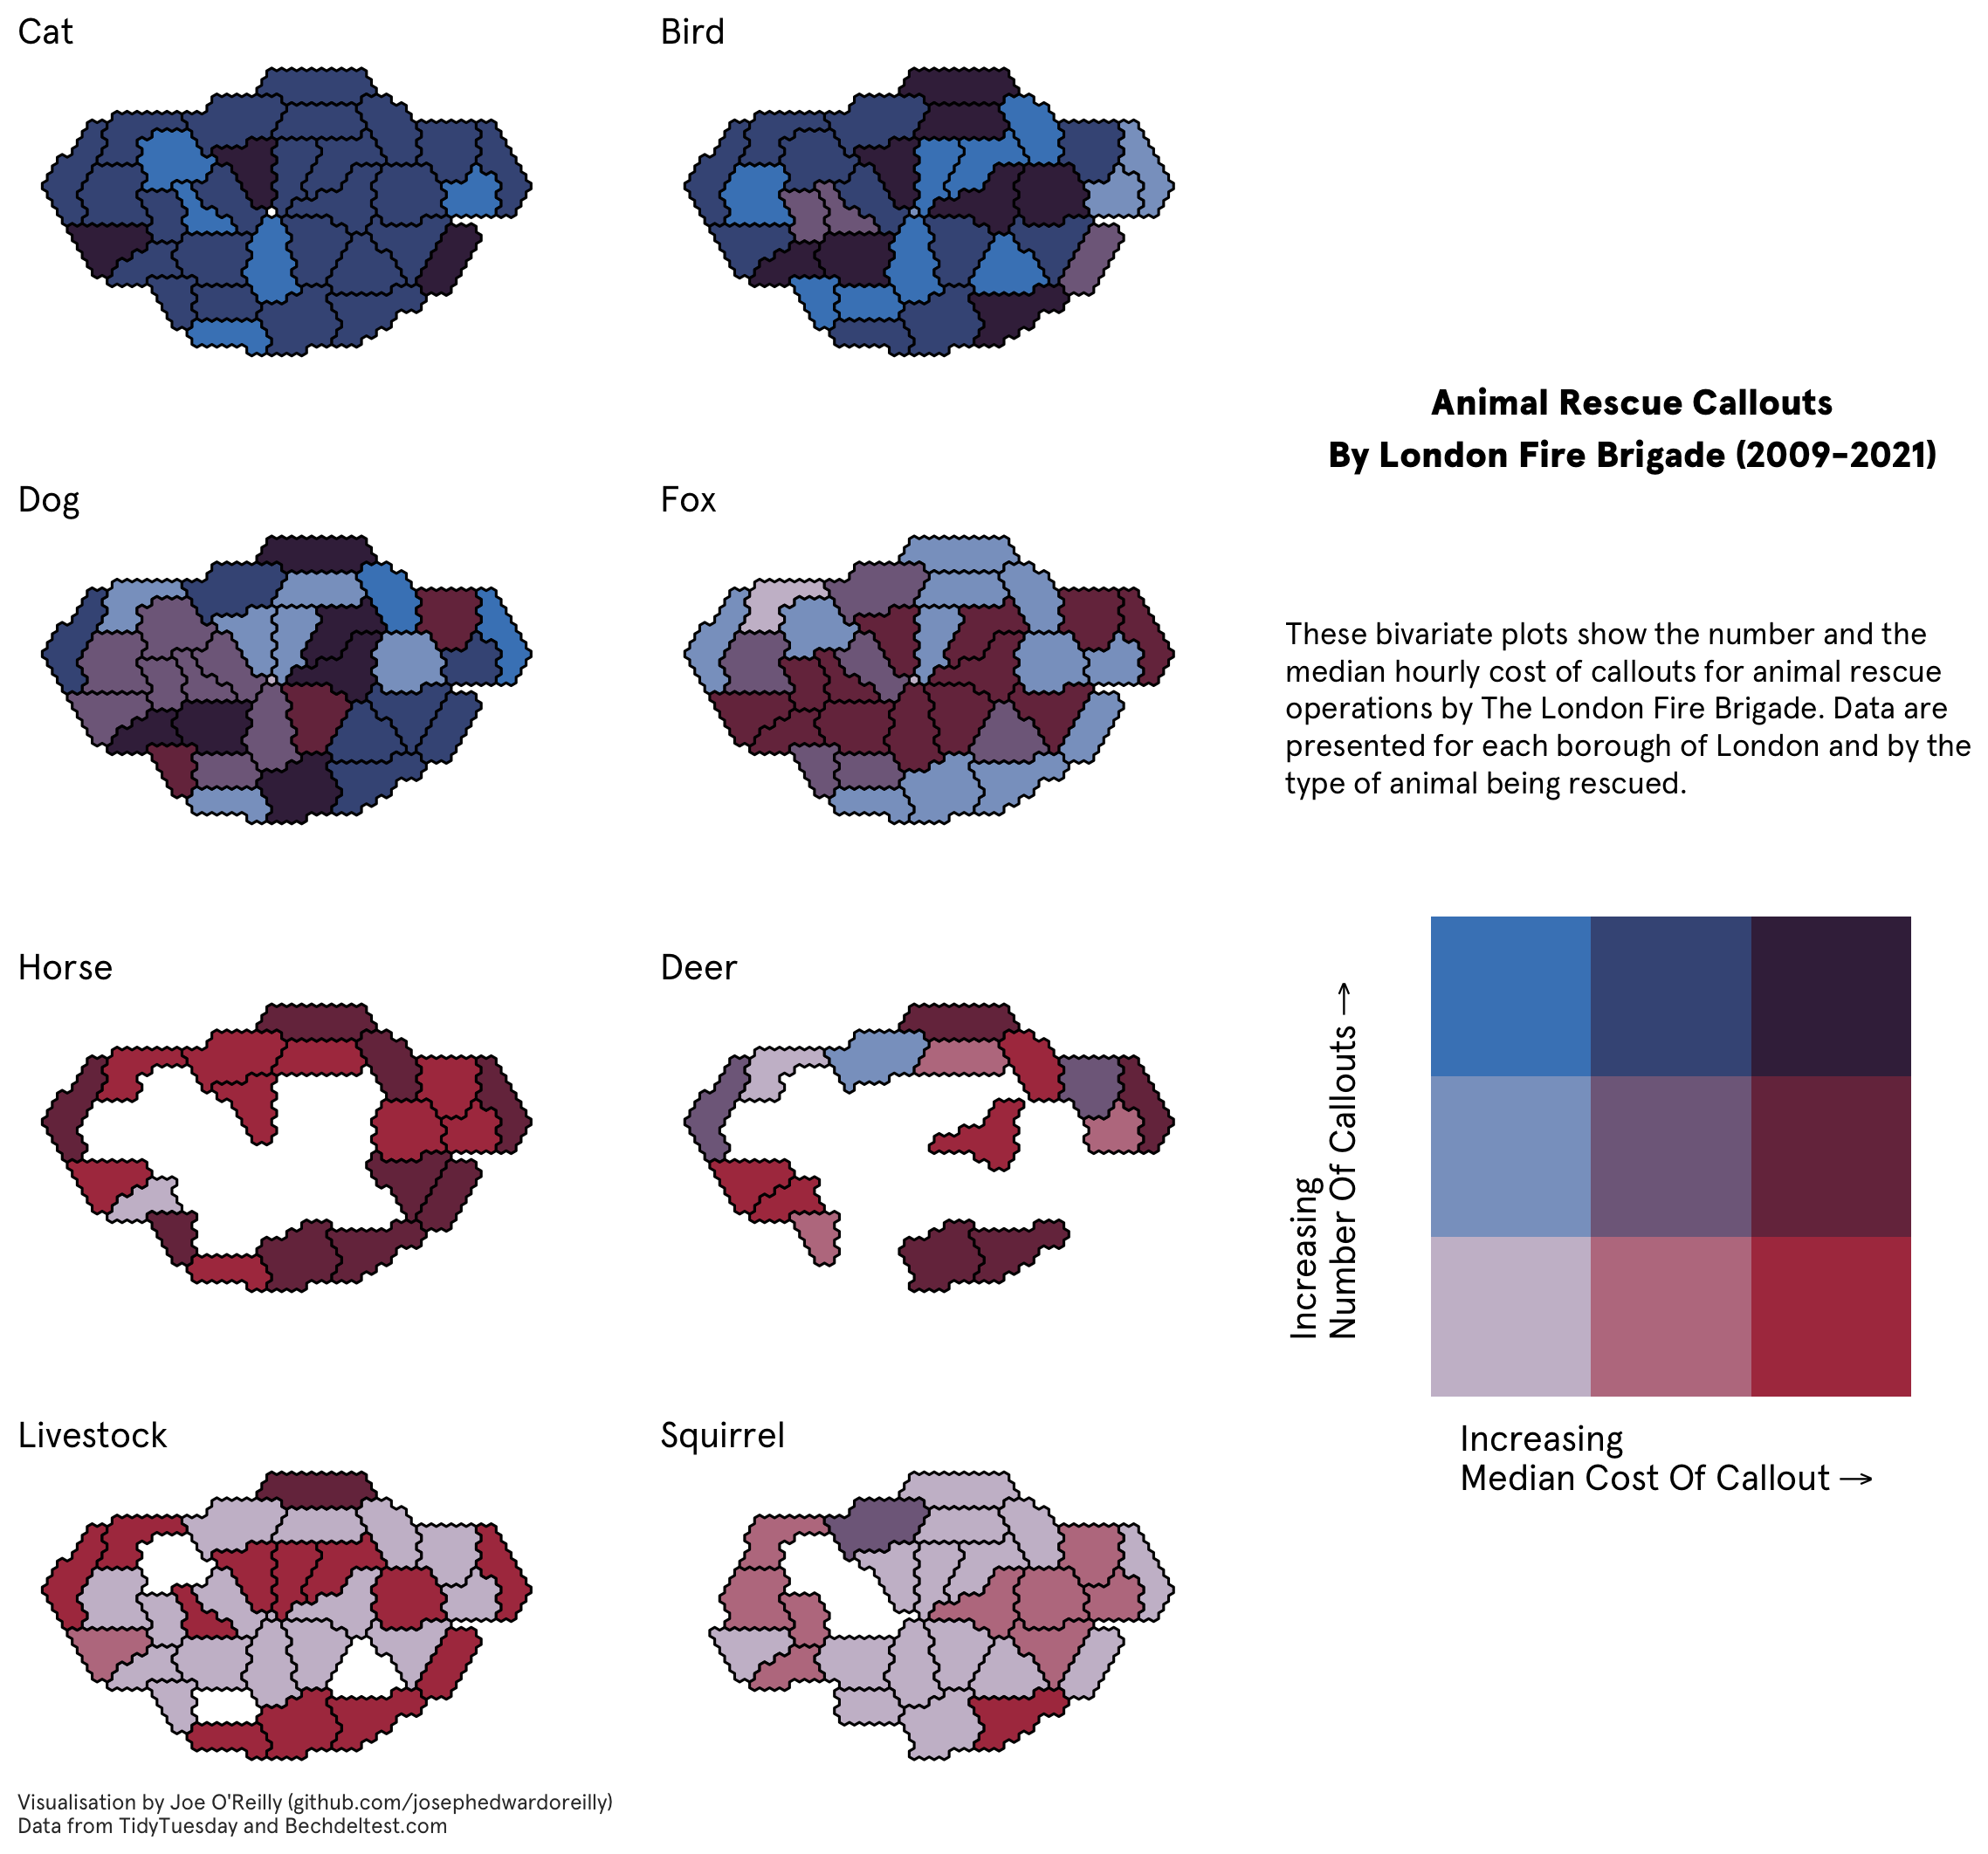 Cat
Bird
Animal Rescue Callouts
By London Fire Brigade (2009-2021)
Dog
Fox
These bivariate plots show the number and the
median hourly cost of callouts for animal rescue
operations by The London Fire Brigade. Data are
presented for each borough of London and by the
type of animal being rescued.
Horse
Deer
Increasing
Number Of Callouts →
Increasing
Median Cost Of Callout →
Livestock
Squirrel
Visualisation by Joe O'Reilly (github.com/josephedwardoreilly)
Data from TidyTuesday and Bechdeltest.com